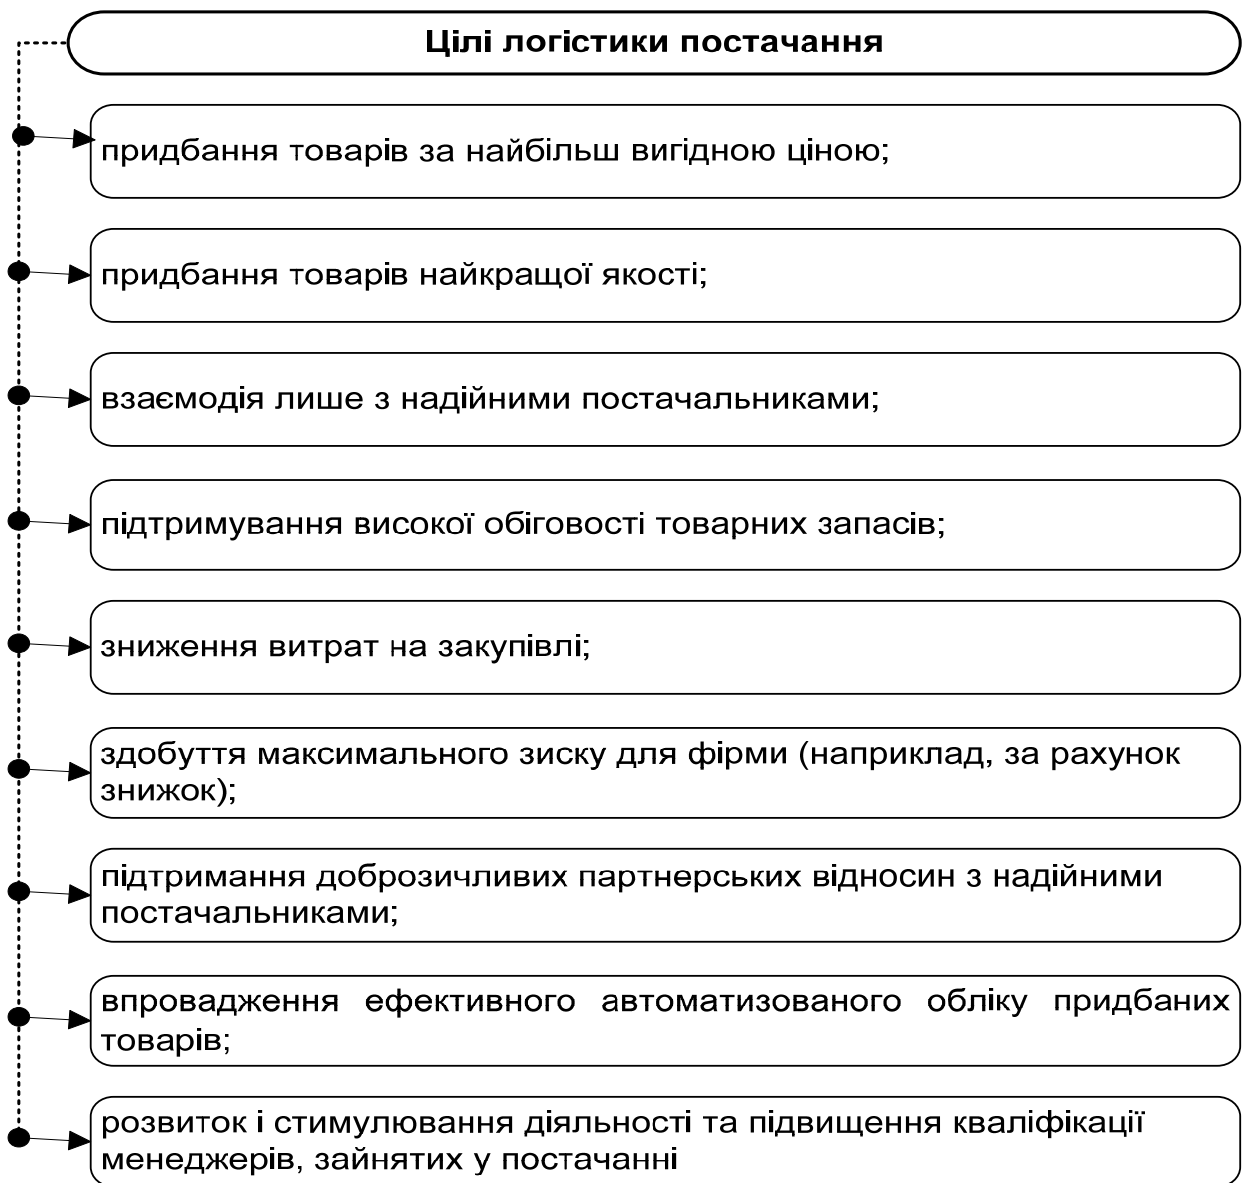 Цілі логістики постачання
придбання товарів за найбільш вигідною ціною;
придбання товарів найкращої якості;
взаємодія лише з надійними постачальниками;
підтримування високої обіговості товарних запасів;
зниження витрат на закупівлі;
здобуття максимального зиску для фірми (наприклад, за рахунок
знижок);
підтримання доброзичливих партнерських відносин з надійними
постачальниками;
впровадження ефективного автоматизованого обліку придбаних
товарів;
розвиток і стимулювання діяльності та підвищення кваліфікації
менеджерів, зайнятих у постачанні